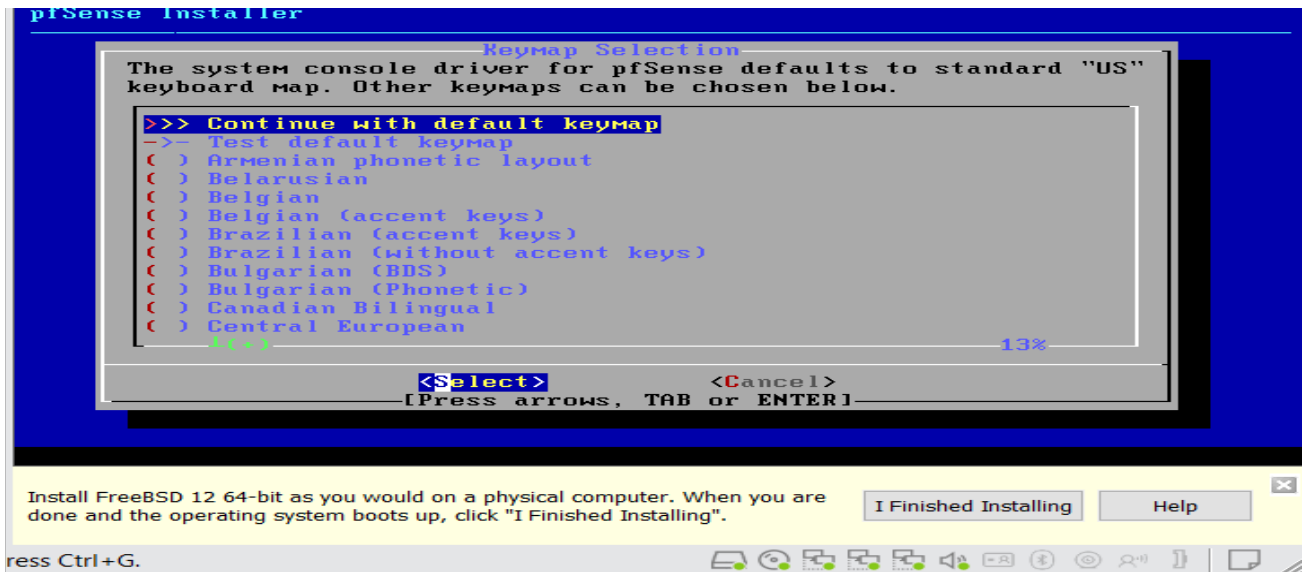 pfSense Installer
Keymap Selection
The system console driver for pfSense defaults to standard "US"
keyboard map. Other keymaps can be chosen below.
>>> Continue with default keymap
->- Test default keymap
( ) Armenian phonetic layout
( ) Belarusian
( ) Belgian
( ) Belgian (accent keys)
( ) Brazilian (accent keys)
( ) Brazilian (without accent keys)
( ) Bulgarian (BDS)
( ) Bulgarian (Phonetic)
( ) Canadian Bilingual
( ) Central European
(+) 13%
<Select> <Cancel>
[Press arrows, TAB or ENTER]
Install FreeBSD 12 64-bit as you would on a physical computer. When you are
done and the operating system boots up, click "I Finished Installing".
I Finished Installing
Help
ress Ctrl+G.